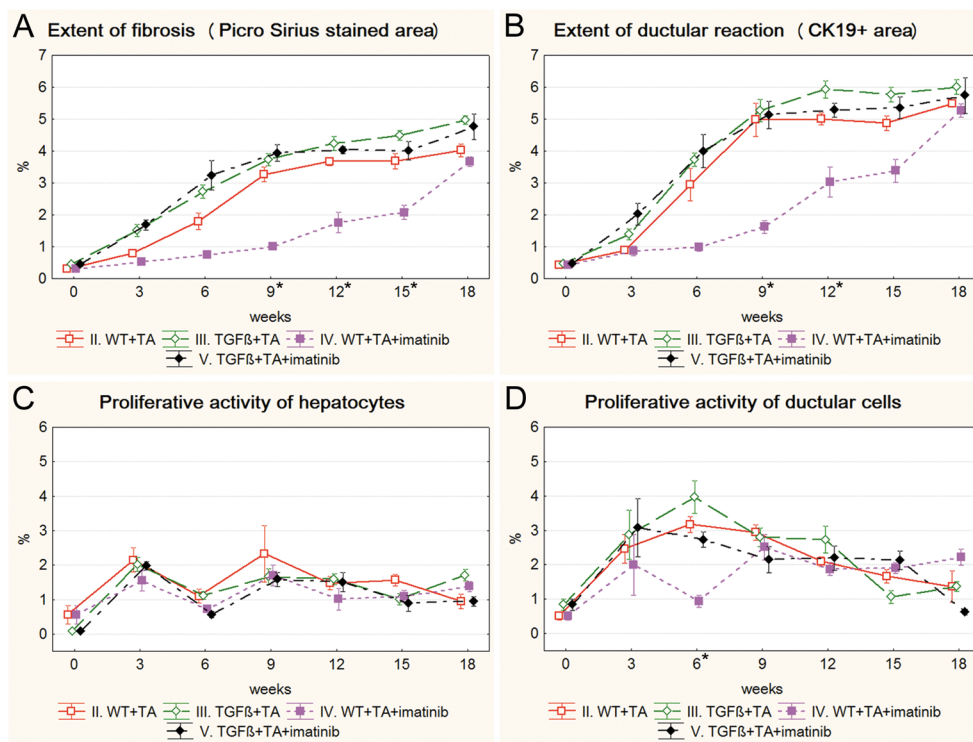 A Extent of fibrosis ( Picro Sirius stained area)
7
6
5
4
3
2
1
0
%
0 3 6 9* 12* 15* 18
weeks
II. WT+TA III. TGFß+TA IV. WT+TA+imatinib
V. TGFß+TA+imatinib
B Extent of ductular reaction ( CK19+ area)
7
6
5
4
3
2
1
0
%
0 3 6 9* 12* 15 18
weeks
II. WT+TA III. TGFß+TA IV. WT+TA+imatinib
V. TGFß+TA+imatinib
C Proliferative activity of hepatocytes
6
5
4
3
2
1
0
%
0 3 6 9 12 15 18
weeks
II. WT+TA III. TGFß+TA IV. WT+TA+imatinib
V. TGFß+TA+imatinib
D Proliferative activity of ductular cells
6
5
4
3
2
1
0
%
0 3 6* 9 12 15 18
weeks
II. WT+TA III. TGFß+TA IV. WT+TA+imatinib
V. TGFß+TA+imatinib